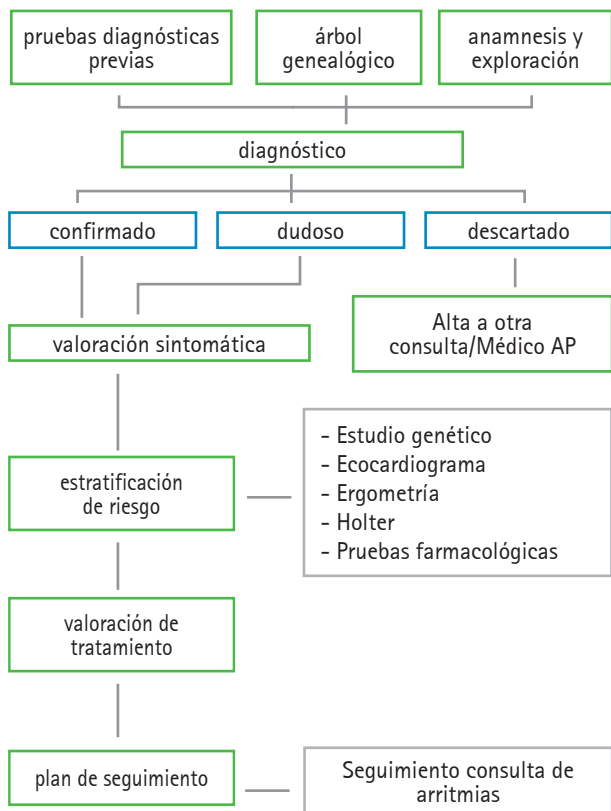 pruebas diagnósticas
previas
árbol
genealógico
anamnesis y
exploración
diagnóstico
confirmado
dudoso
descartado
valoración sintomática
Alta a otra
consulta/Médico AP
estratificación
de riesgo
- Estudio genético
- Ecocardiograma
- Ergometría
- Holter
- Pruebas farmacológicas
valoración de
tratamiento
plan de seguimiento
Seguimiento consulta de
arritmias